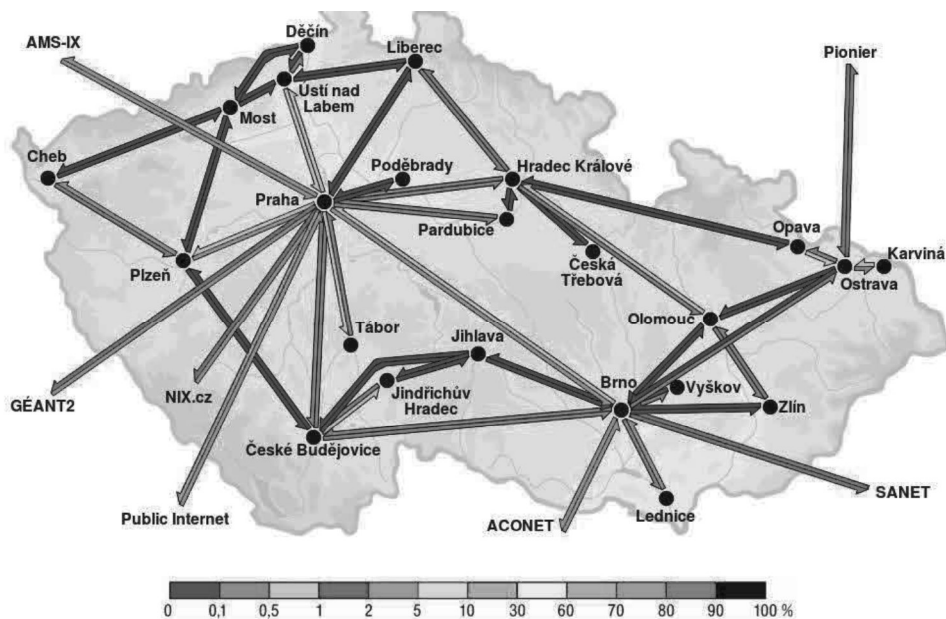 AMS-IX
Děčín
Liberec
Pionier
Ústí nad
Labem
Most
Cheb
Poděbrady
Hradec Králové
Praha
Pardubice
Opava
Karviná
Plzeň
Česká
Třebová
Ostrava
Olomouč
Tábor
Jihlava
Brno
Vyškov
NIX.cz
Jindřichův
Hradec
Zlín
GÉANT2
České Budějovice
SANET
Public Internet
ACONET
Lednice
0 0,1 0,5 1 2 5 10 30 60 70 80 90 100 %